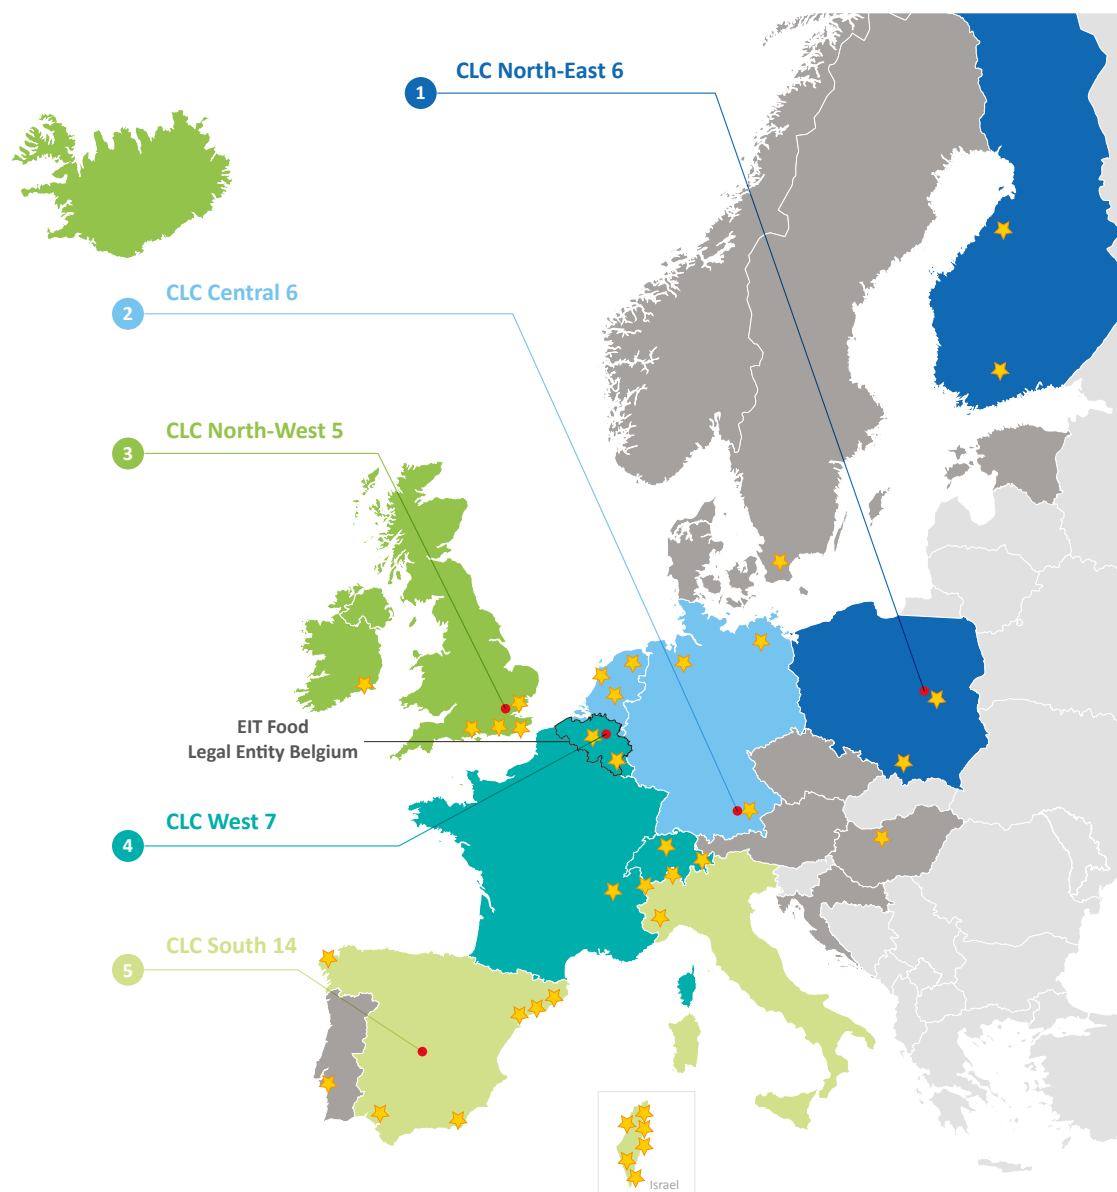 CLC North-East 6
1
CLC Central 6
2
CLC North-West 5
3
EIT Food
Legal Entity Belgium
CLC West 7
4
CLC South 14
5
Israel